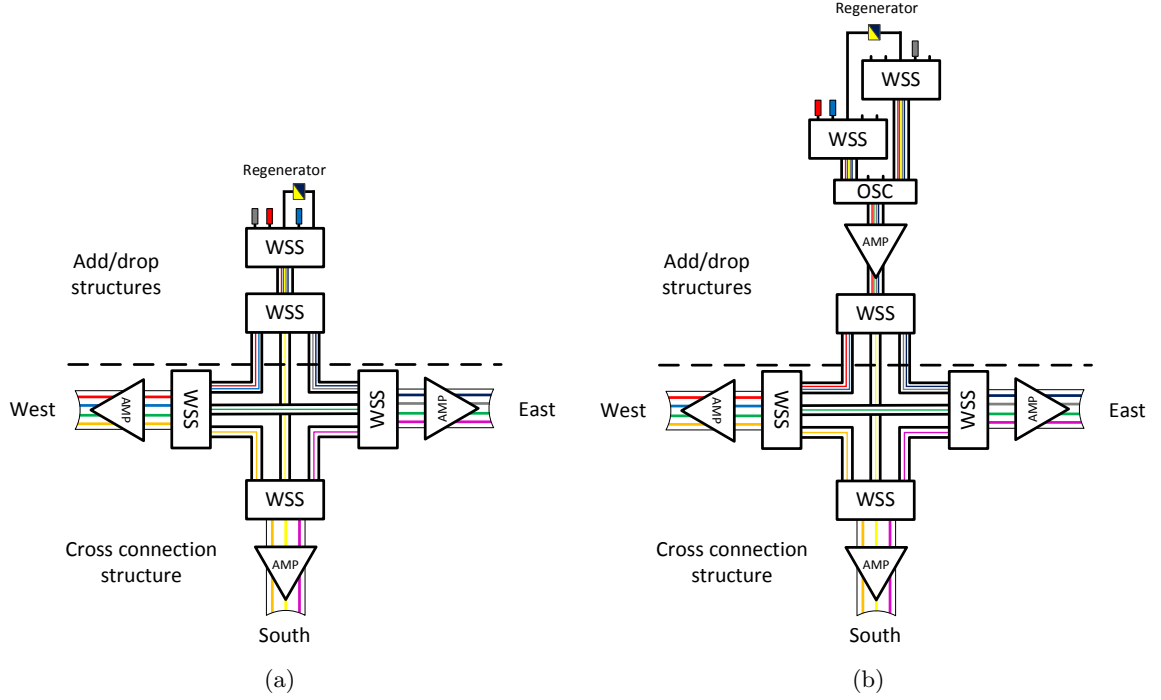 Regenerator
WSS
WSS
Add/drop
structures
West
AMP
WSS
WSS
AMP
East
WSS
Cross connection
structure
AMP
South
(a)
Regenerator
WSS
WSS
OSC
AMP
Add/drop
structures
WSS
West
AMP
WSS
WSS
AMP
East
WSS
Cross connection
structure
AMP
South
(b)